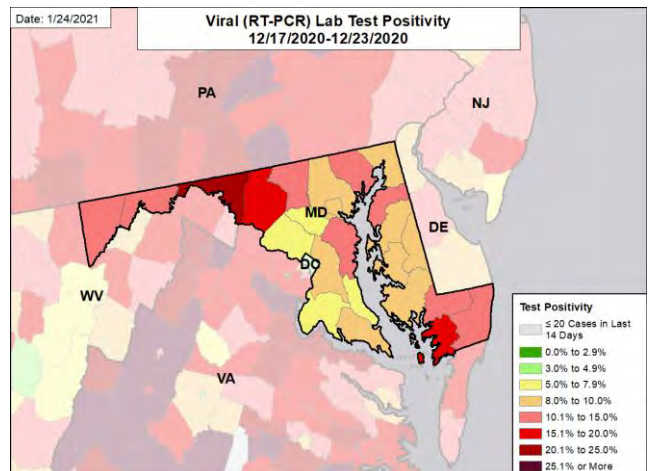 Date: 1/24/2021
Viral (RT-PCR) Lab Test Positivity
12/17/2020-12/23/2020
PA
NJ
MD
DE
DC
WV
VA
Test Positivity
≤ 20 Cases in Last
14 Days
0.0% to 2.9%
3.0% to 4.9%
5.0% to 7.9%
8.0% to 10.0%
10.1% to 15.0%
15.1% to 20.0%
20.1% to 25.0%
25.1% or More